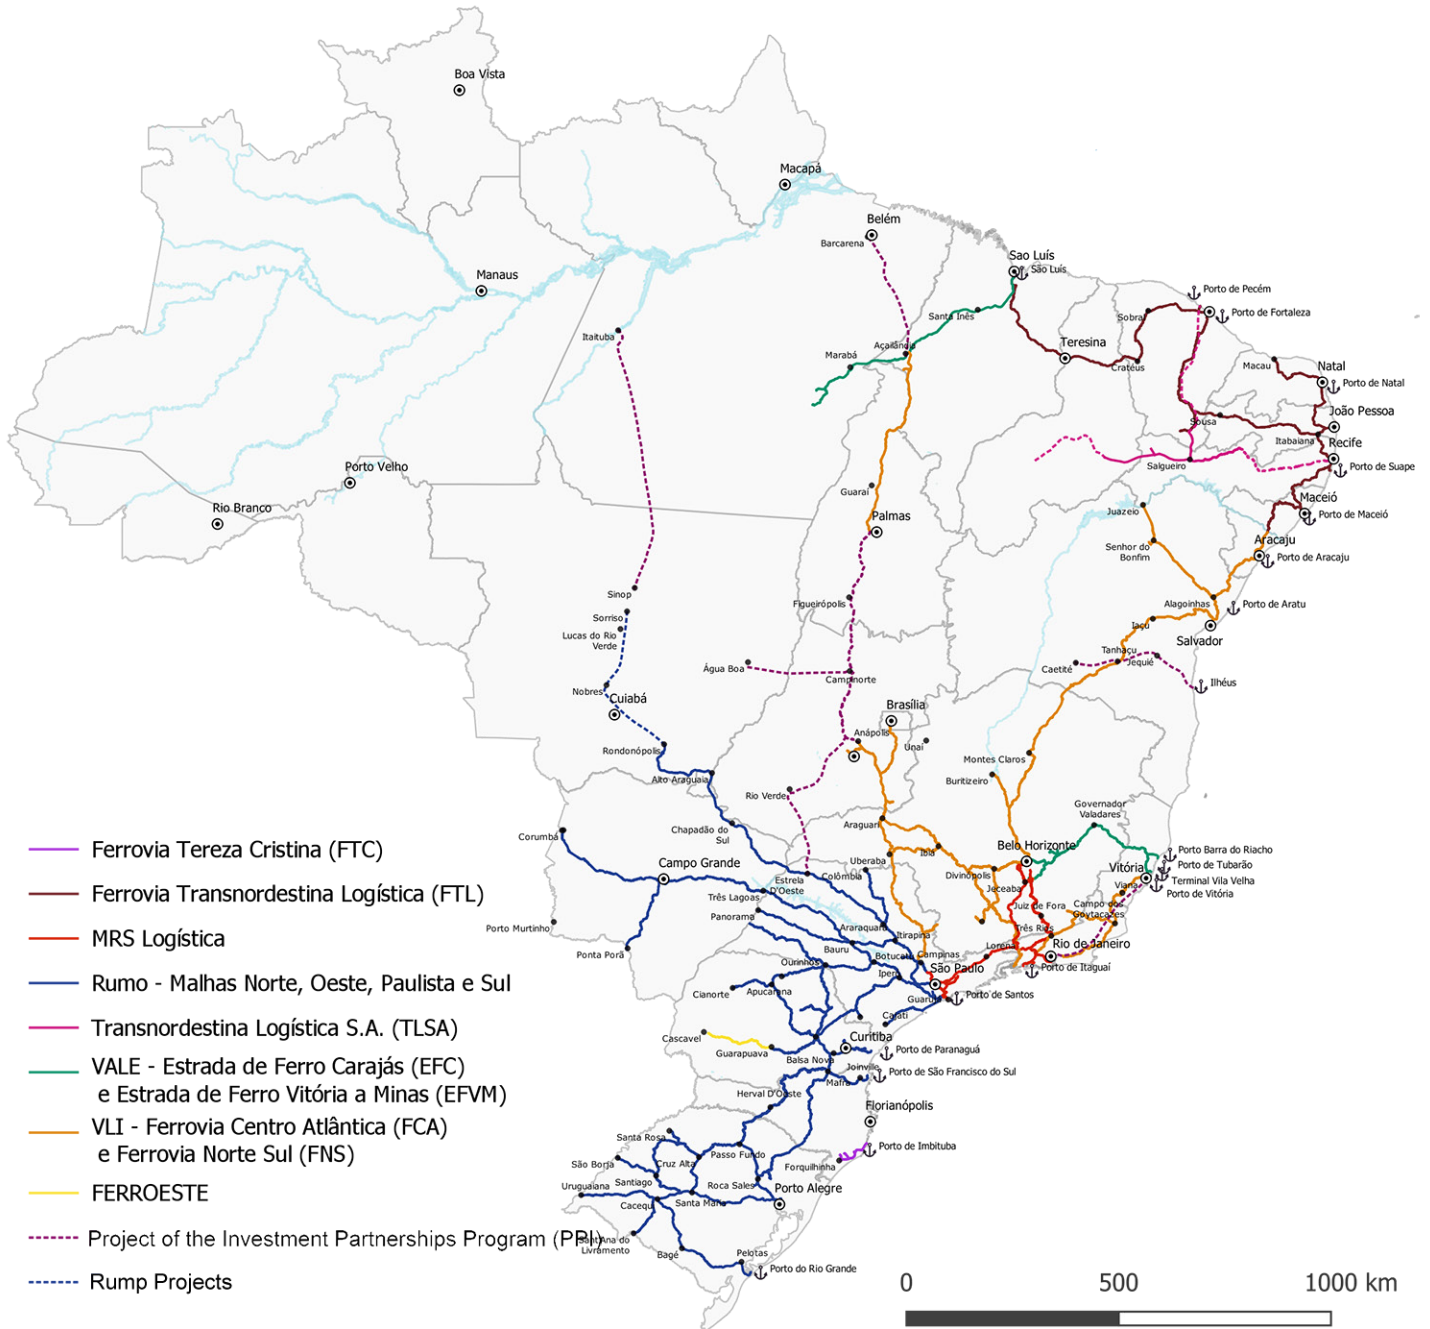 Boa Vista
Macapá
Belém
Barcarena
Sao Luís
São Luís
Manaus
Porto de Pecém
Santa Inês
Sobral
Porto de Fortaleza
Itaituba
Açailândia
Teresina
Marabá
Crateús
Macau
Natal
Porto de Natal
João Pessoa
Sousa
Itabaiana
Recife
Porto Velho
Salgueiro
Porto de Suape
Guaraí
Maceió
Rio Branco
Juazeio
Porto de Maceió
Palmas
Aracaju
Senhor do
Bonfim
Porto de Aracaju
Sinop
Figueirópolis
Alagoinhas
Porto de Aratu
Sorriso
Iaçu
Lucas do Rio
Verde
Salvador
Tanhaçu
Água Boa
Caetité
Jequié
Campinorte
Ilhéus
Nobres
Cuiabá
Brasília
Anápolis
Unaí
Rondonópolis
Montes Claros
Alto Araguaia
Buritizeiro
Rio Verde
Governador
Valadares
Corumbá
Chapadão do
Sul
Araguari
Belo Horizonte
Porto Barra do Riacho
Ferrovia Tereza Cristina (FTC)
Campo Grande
Uberaba
Ibiá
Porto de Tubarão
Vitória
Estrela
D'Oeste
Colômbia
Divinópolis
Terminal Vila Velha
Viana
Porto de Vitória
Ferrovia Transnordestina Logística (FTL)
Três Lagoas
Jeceaba
Panorama
Juiz de Fora
Campo dos
Goytacazes
Porto Murtinho
Araraquara
Três Rios
MRS Logística
Itirapina
Ponta Porã
Bauru
Lorena
Rio de Janeiro
Botucatu
Campinas
Ourinhos
São Paulo
Porto de Itaguaí
Rumo - Malhas Norte, Oeste, Paulista e Sul
Iperó
Cianorte
Apucarana
Guarujá
Porto de Santos
Cajati
Transnordestina Logística S.A. (TLSA)
Cascavel
Curitiba
Guarapuava
Porto de Paranaguá
Balsa Nova
VALE - Estrada de Ferro Carajás (EFC)
e Estrada de Ferro Vitória a Minas (EFVM)
Joinville
Porto de São Francisco do Sul
Mafra
Herval D'Oeste
Florianópolis
VLI - Ferrovia Centro Atlântica (FCA)
e Ferrovia Norte Sul (FNS)
Santa Rosa
Porto de Imbituba
Passo Fundo
São Borja
Cruz Alta
Forquilhinha
FERROESTE
Santiago
Uruguaiana
Roca Sales
Porto Alegre
Cacequi
Santa Maria
Project of the Investment Partnerships Program (PPI)
Sant'Ana do
Livramento
Bagé
Pelotas
Porto do Rio Grande
Rump Projects
0 500 1000 km